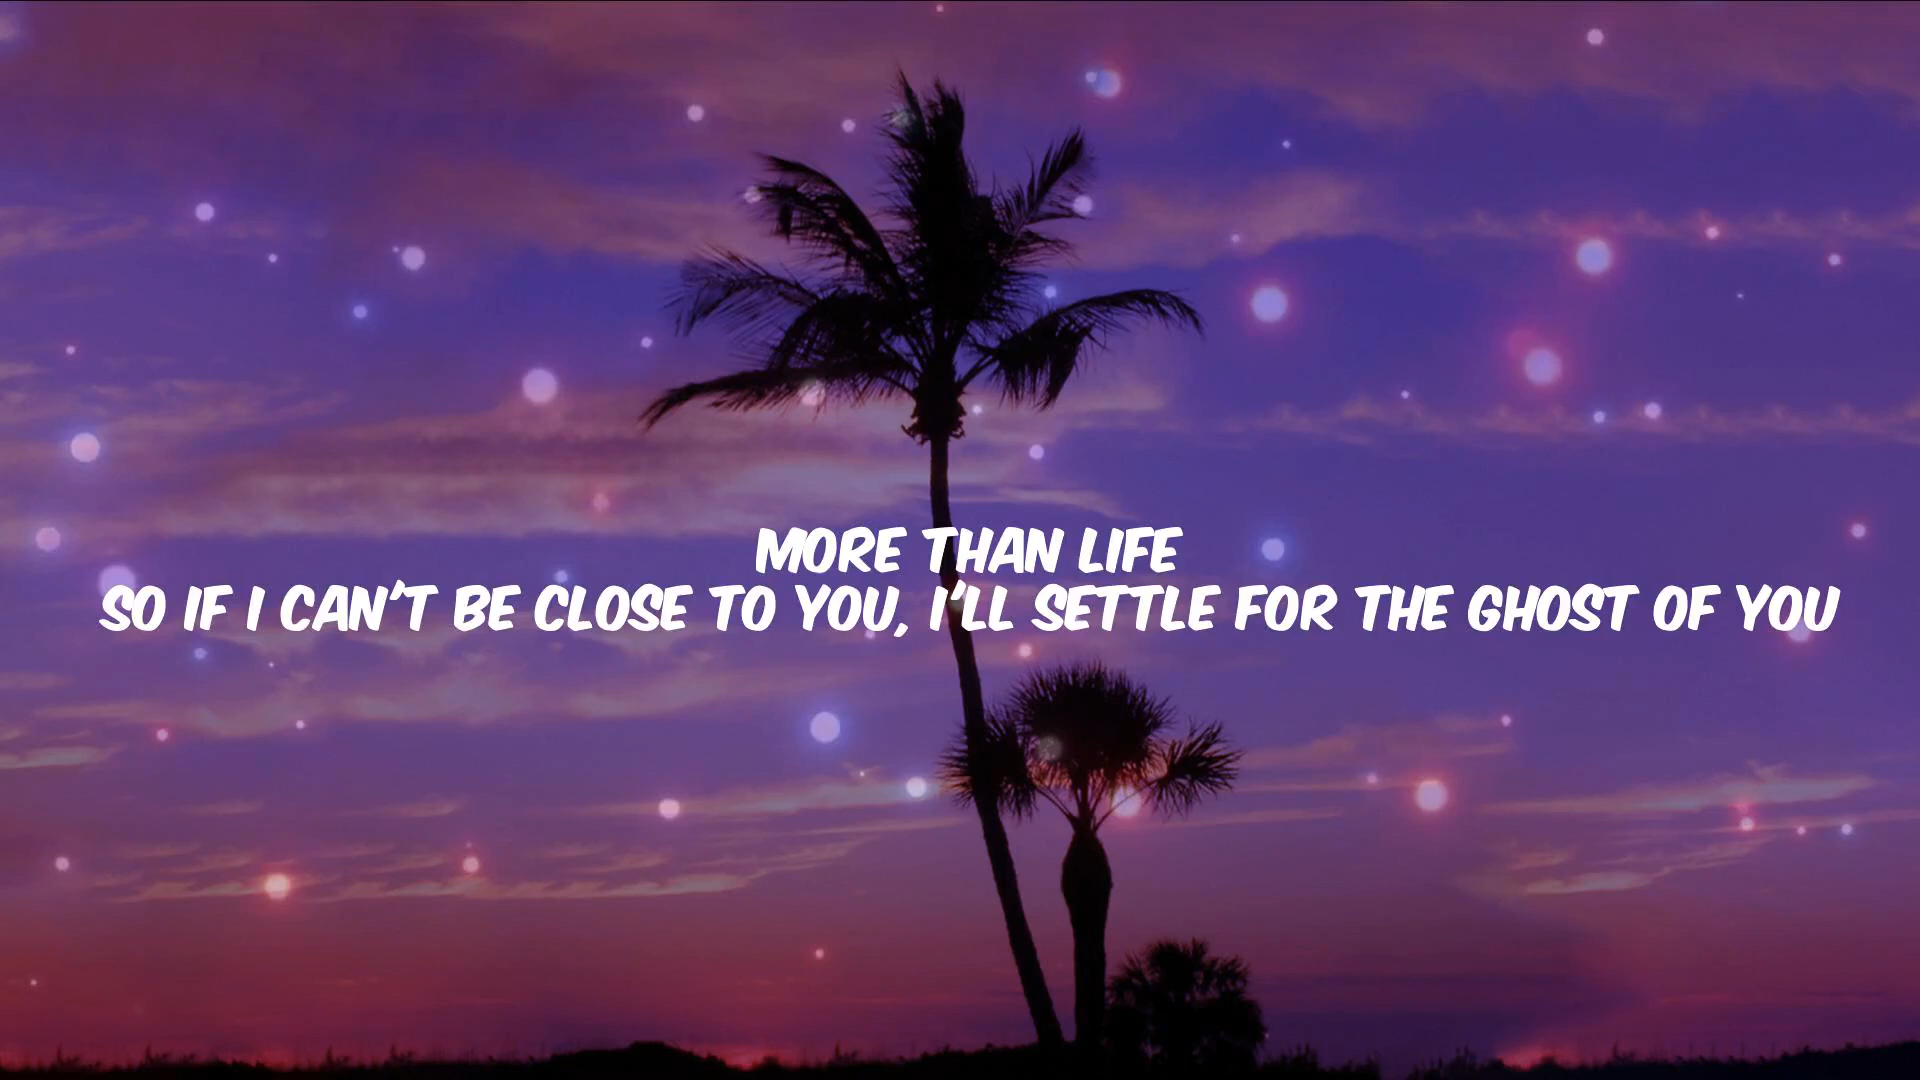 MORE THAN LIFE
SO IF I CAN'T BE CLOSE TO YOU, I'LL SETTLE FOR THE GHOST OF YOU